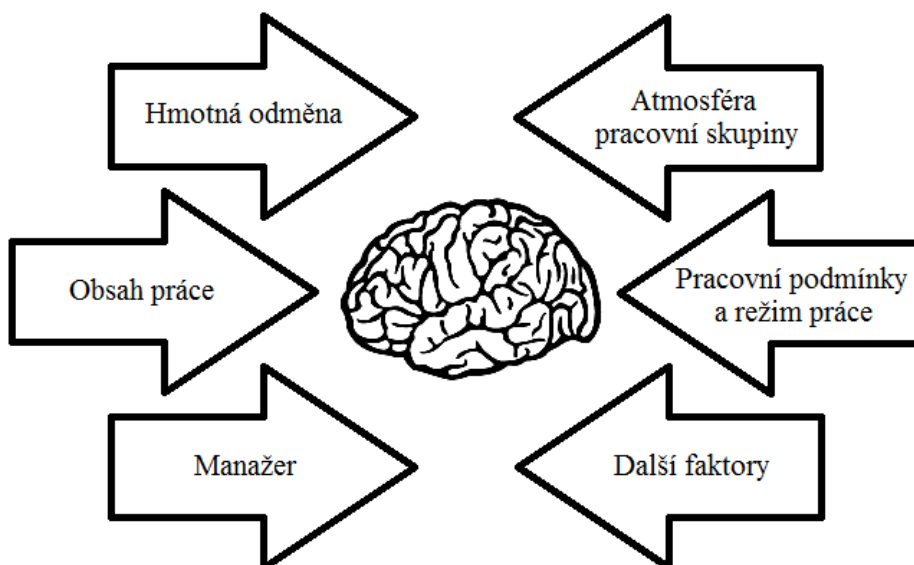 Hmotná odměna
Atmosféra
pracovní skupiny
Obsah práce
Pracovní podmínky
a režim práce
Manažer
Další faktory